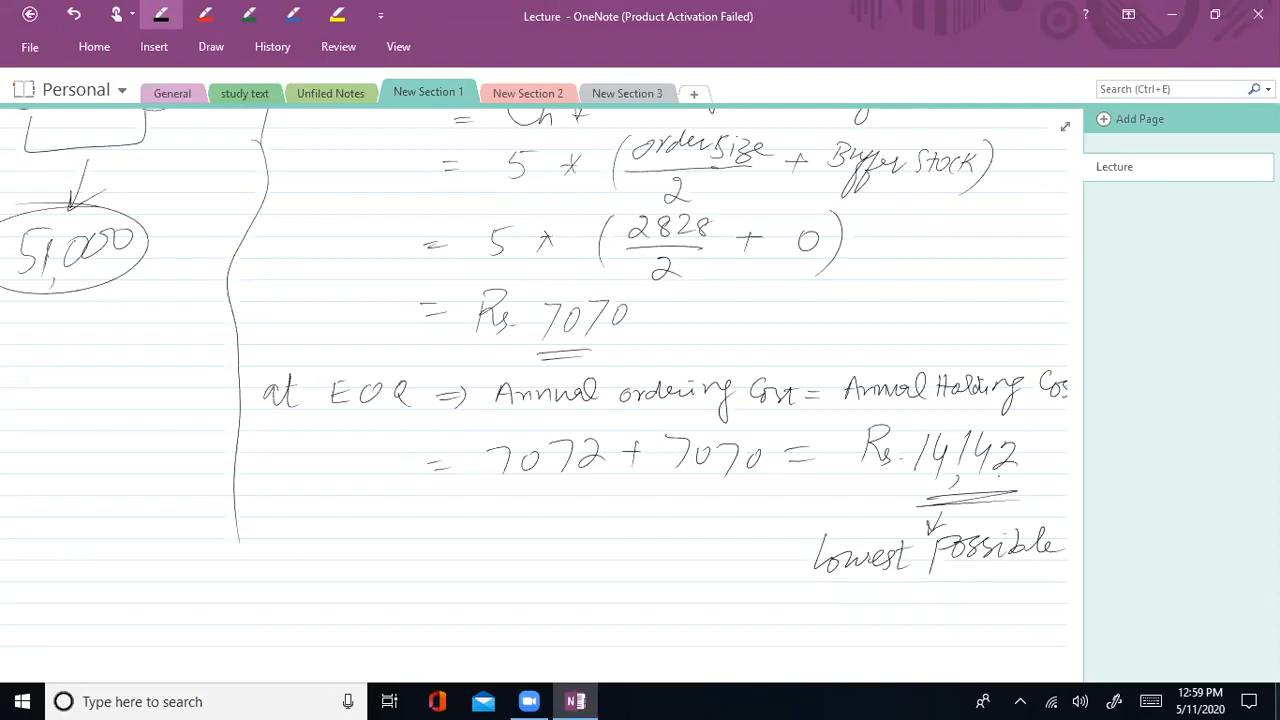 Lecture - OneNote (Product Activation Failed)
File Home Insert Draw History Review View
Personal General study text Unfiled Notes New Section 1 New Section 2 New Section 3 Search (Ctrl+E)
Add Page
Lecture
= Ch *
= 5 * (order size / 2 + Buffer Stock)
51,000
= 5 * (2828 / 2 + 0)
= Rs. 7070
at EOQ => Annual ordering Cost = Annual Holding Cos
= 7072 + 7070 = Rs. 14,142
lowest possible
Type here to search
12:59 PM
5/11/2020